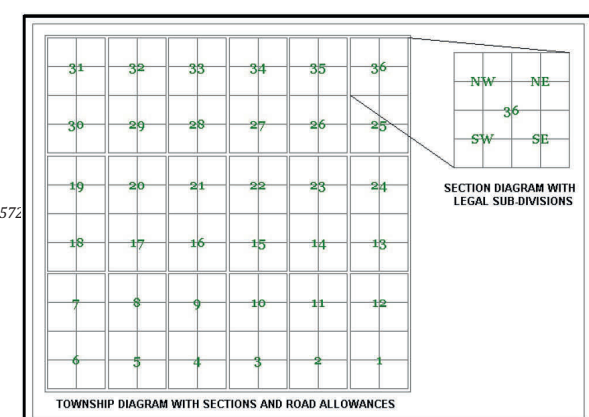 31 32 33 34 35 36
30 29 28 27 26 25
19 20 21 22 23 24
18 17 16 15 14 13
7 8 9 10 11 12
6 5 4 3 2 1
TOWNSHIP DIAGRAM WITH SECTIONS AND ROAD ALLOWANCES
NW NE
36
SW SE
SECTION DIAGRAM WITH
LEGAL SUB-DIVISIONS
572